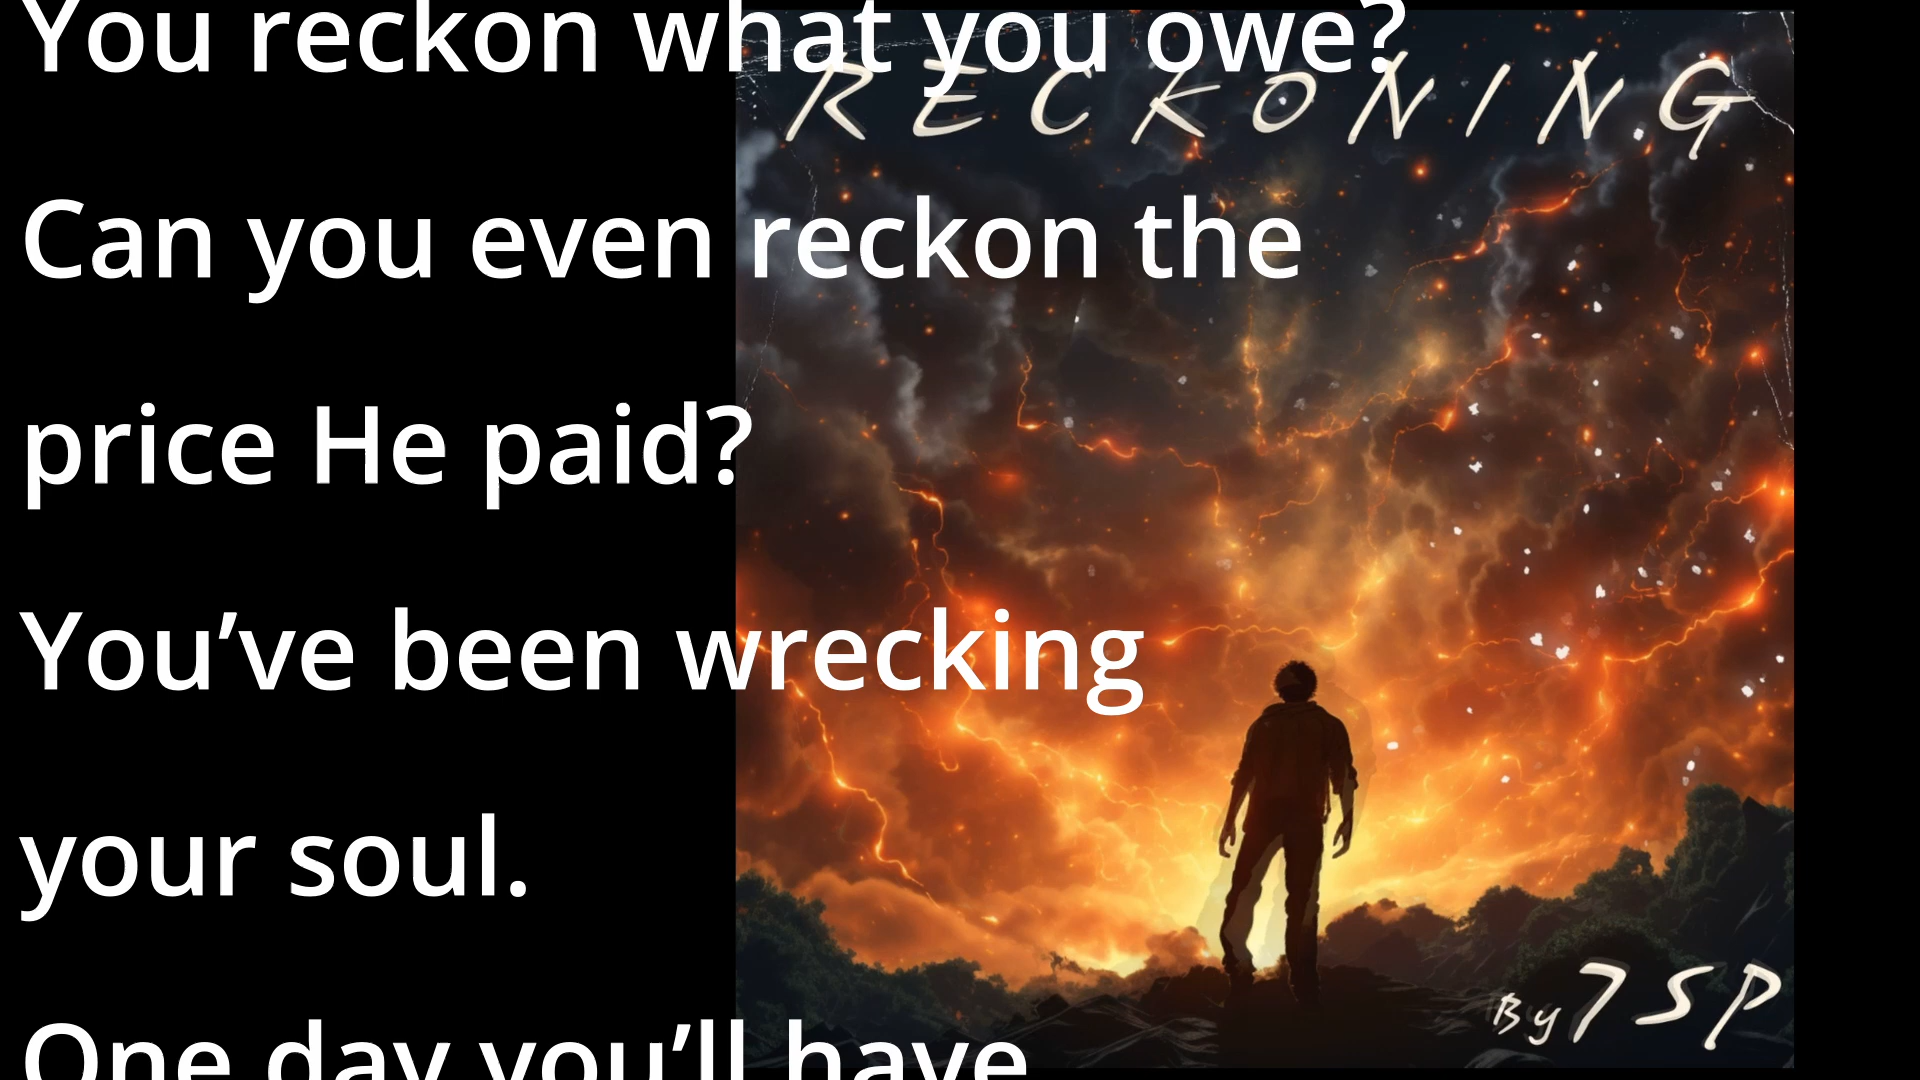 You reckon what you owe?
RECKONING
Can you even reckon the
price He paid?
You’ve been wrecking
your soul.
One day you’ll have
By 7SP